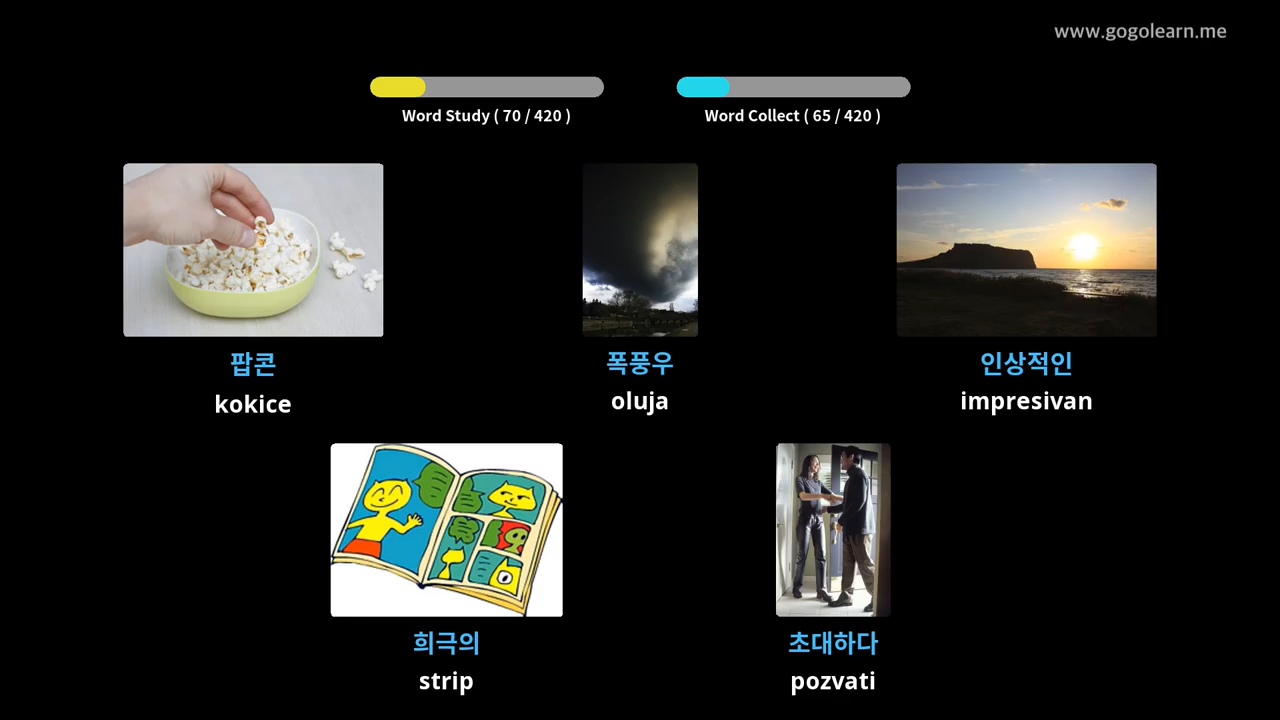 www.gogolearn.me
Word Study ( 70 / 420 )
Word Collect ( 65 / 420 )
팝콘
kokice
폭풍우
oluja
인상적인
impresivan
희극의
strip
초대하다
pozvati